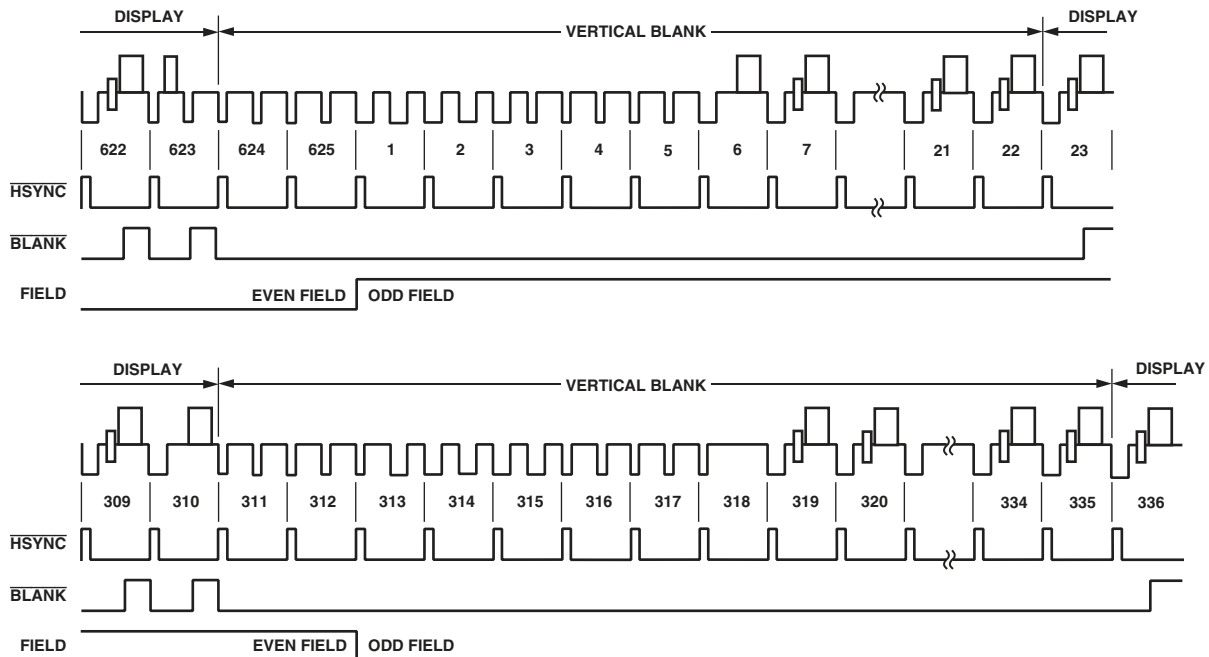 DISPLAY VERTICAL BLANK DISPLAY
622 623 624 625 1 2 3 4 5 6 7 21 22 23
HSYNC
BLANK
FIELD EVEN FIELD ODD FIELD
DISPLAY VERTICAL BLANK DISPLAY
309 310 311 312 313 314 315 316 317 318 319 320 334 335 336
HSYNC
BLANK
FIELD EVEN FIELD ODD FIELD